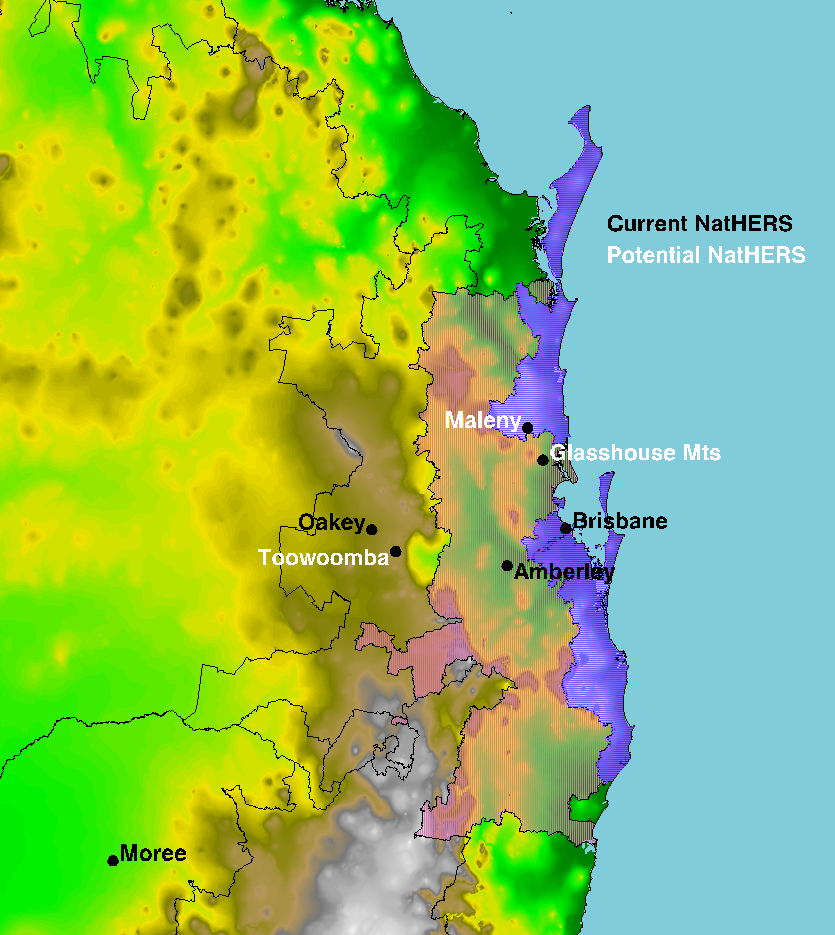 Current NatHERS
Potential NatHERS
Maleny
Glasshouse Mts
Oakey
Brisbane
Toowoomba
Amberley
Moree